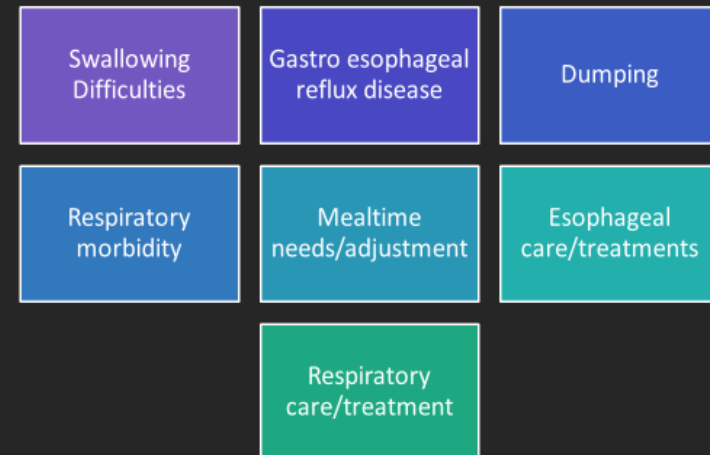 Swallowing
Difficulties
Gastro esophageal
reflux disease
Dumping
Respiratory
morbidity
Mealtime
needs/adjustment
Esophageal
care/treatments
Respiratory
care/treatment